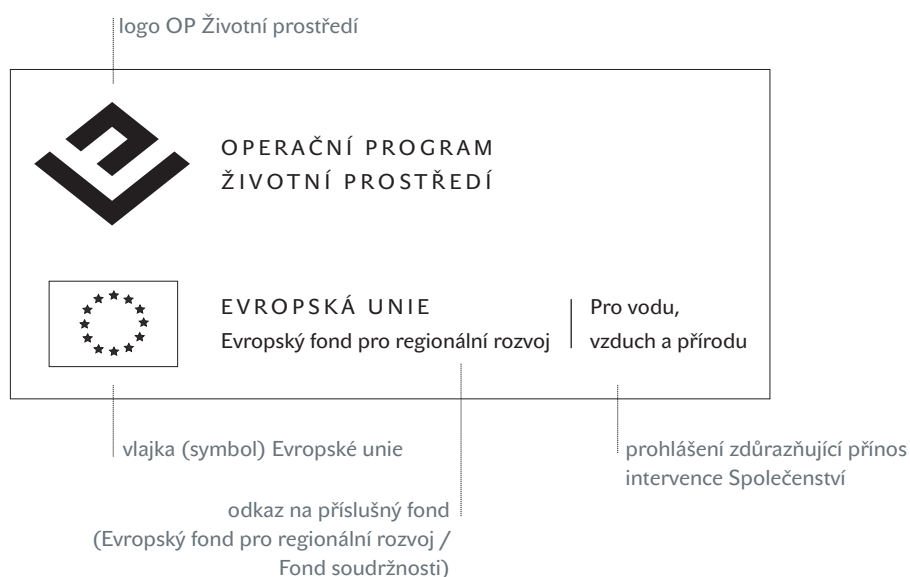 logo OP Životní prostředí
OPERAČNÍ PROGRAM
ŽIVOTNÍ PROSTŘEDÍ
EVROPSKÁ UNIE
Evropský fond pro regionální rozvoj
Pro vodu,
vzduch a přírodu
vlajka (symbol) Evropské unie
prohlášení zdůrazňující přínos
intervence Společenství
odkaz na příslušný fond
(Evropský fond pro regionální rozvoj /
Fond soudržnosti)